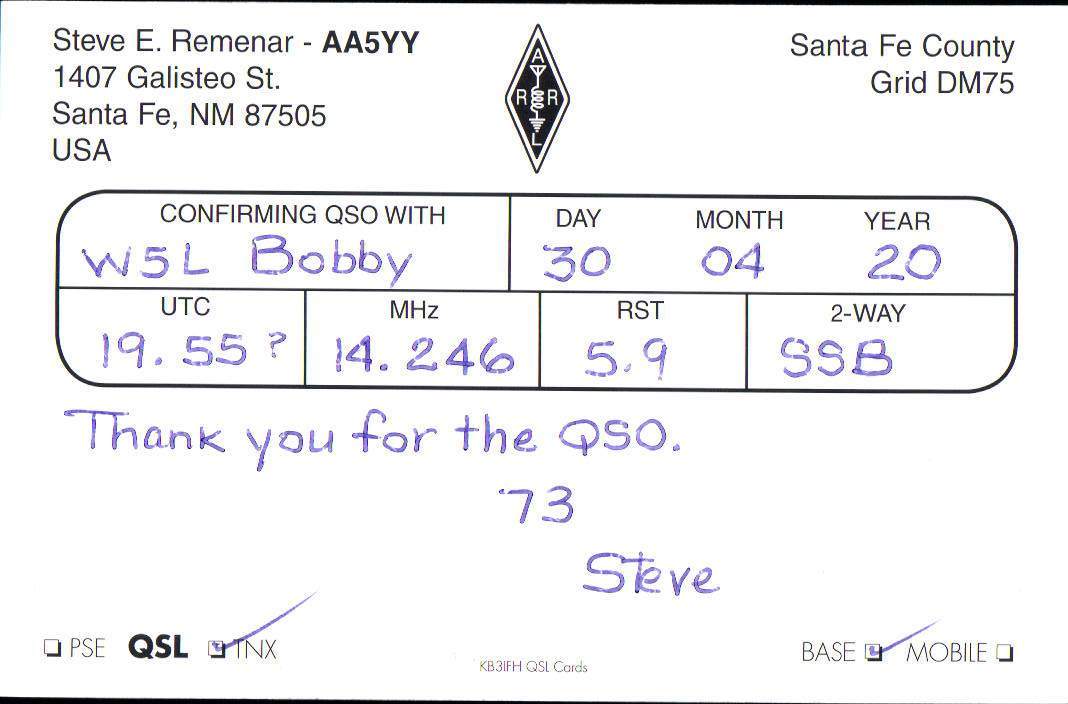 Steve E. Remenar - AA5YY
1407 Galisteo St.
Santa Fe, NM 87505
USA
A
R R
L
Santa Fe County
Grid DM75
CONFIRMING QSO WITH
W5L Bobby
DAY MONTH YEAR
30 04 20
UTC MHz RST 2-WAY
19.55? 14.246 5.9 SSB
Thank you for the QSO.
73
Steve
PSE QSL TNX
KB3IFH QSL Cards
BASE MOBILE